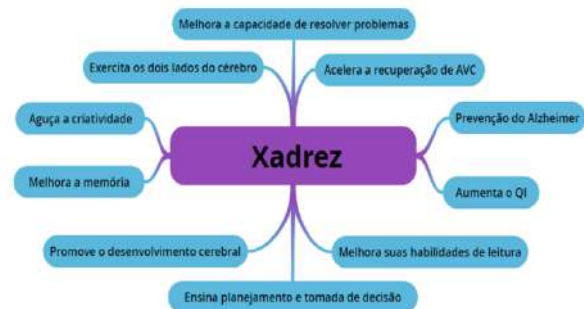 Melhora a capacidade de resolver problemas
Exercita os dois lados do cérebro
Acelera a recuperação de AVC
Aguça a criatividade
Prevenção do Alzheimer
Xadrez
Melhora a memória
Aumenta o QI
Promove o desenvolvimento cerebral
Melhora suas habilidades de leitura
Ensina planejamento e tomada de decisão